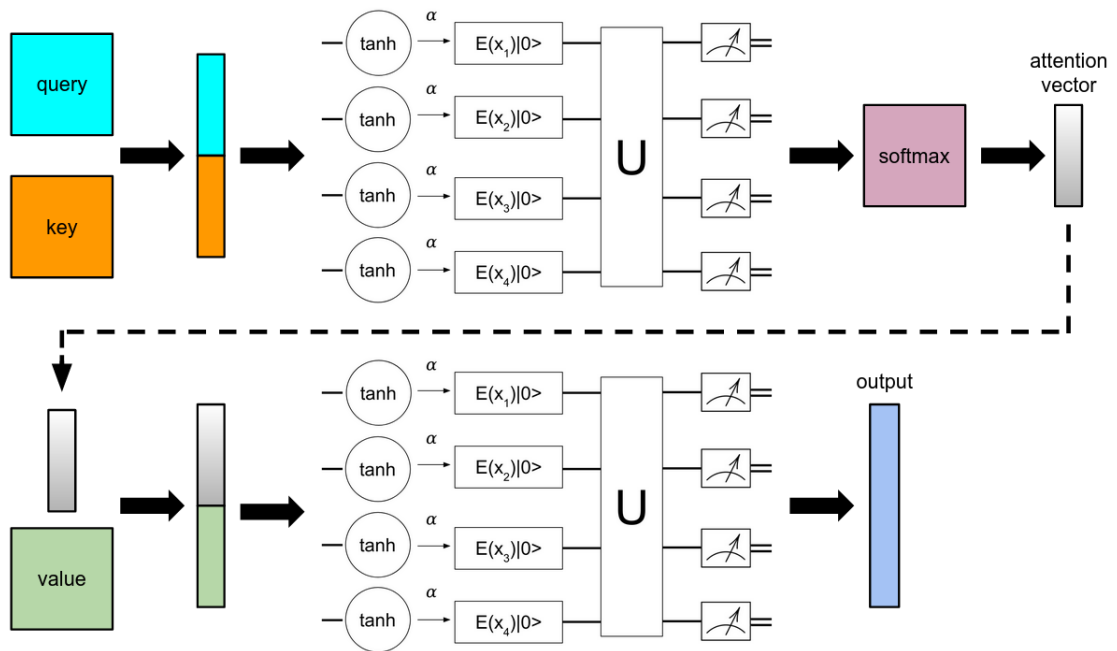 query
key
tanh
α
E(x₁)|0>
tanh
α
E(x₂)|0>
tanh
α
E(x₃)|0>
tanh
α
E(x₄)|0>
U
softmax
attention
vector
value
tanh
α
E(x₁)|0>
tanh
α
E(x₂)|0>
tanh
α
E(x₃)|0>
tanh
α
E(x₄)|0>
U
output